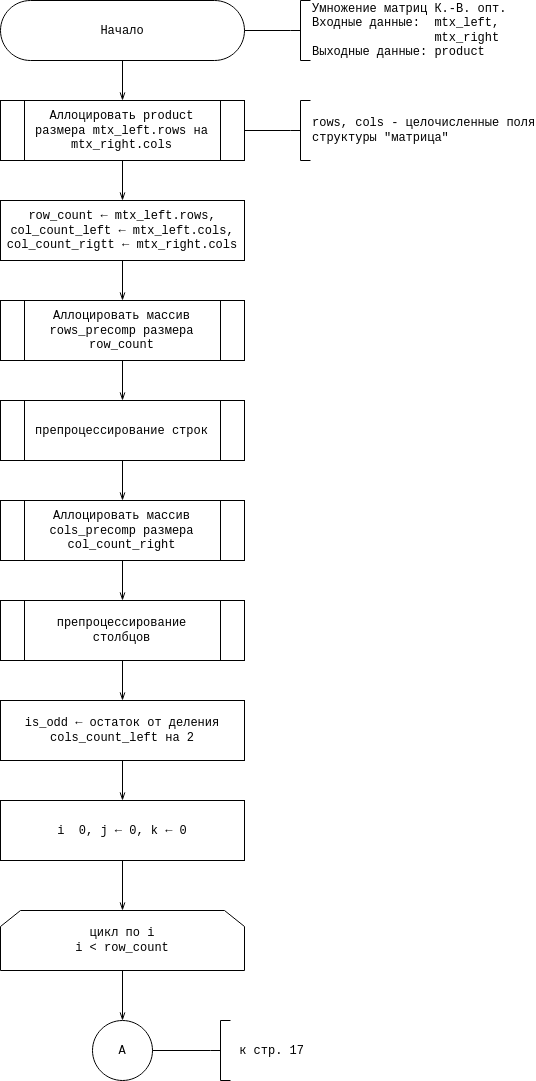 Начало
Умножение матриц К.-В. опт.
Входные данные: mtx_left,
mtx_right
Выходные данные: product
Аллоцировать product
размера mtx_left.rows на
mtx_right.cols
rows, cols - целочисленные поля
структуры "матрица"
row_count ← mtx_left.rows,
col_count_left ← mtx_left.cols,
col_count_rigtt ← mtx_right.cols
Аллоцировать массив
rows_precomp размера
row_count
препроцессирование строк
Аллоцировать массив
cols_precomp размера
col_count_right
препроцессирование
столбцов
is_odd ← остаток от деления
cols_count_left на 2
i  0, j ← 0, k ← 0
цикл по i
i < row_count
А
к стр. 17